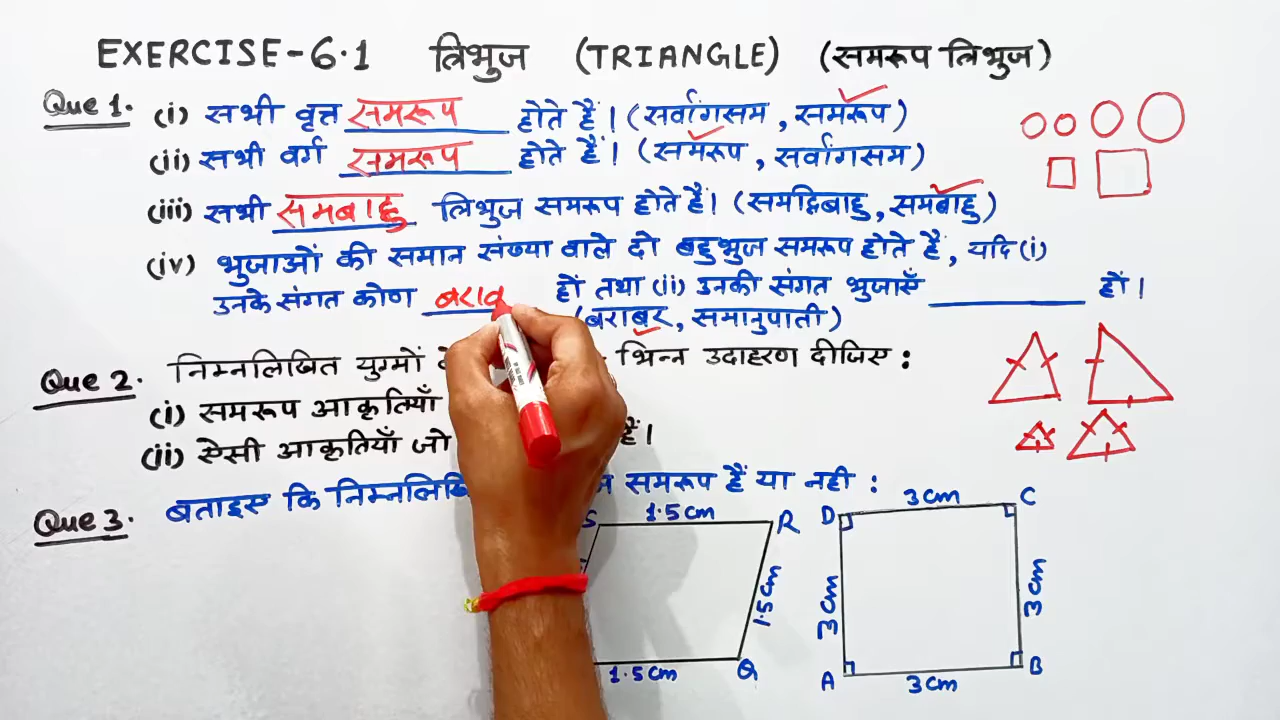 EXERCISE-6.1 त्रिभुज (TRIANGLE) (समरूप त्रिभुज)
Que 1. (i) सभी वृत्त समरूप होते हैं। (सर्वांगसम, समरूप)
(ii) सभी वर्ग समरूप होते हैं। (समरूप, सर्वांगसम)
(iii) सभी समबाहु त्रिभुज समरूप होते हैं। (समद्विबाहु, समबाहु)
(iv) भुजाओं की समान संख्या वाले दो बहुभुज समरूप होते हैं, यदि (i)
उनके संगत कोण बराब हों तथा (ii) उनकी संगत भुजाएँ ________ हों।
(बराबर, समानुपाती)
Que 2. निम्नलिखित युग्मों भिन्न उदाहरण दीजिए :
(i) समरूप आकृतियाँ
(ii) ऐसी आकृतियाँ जो हैं।
Que 3. बताइए कि समरूप हैं या नही :
S 1.5cm R
1.5cm
1.5cm Q
D 3cm C
3cm 3cm
A 3cm B